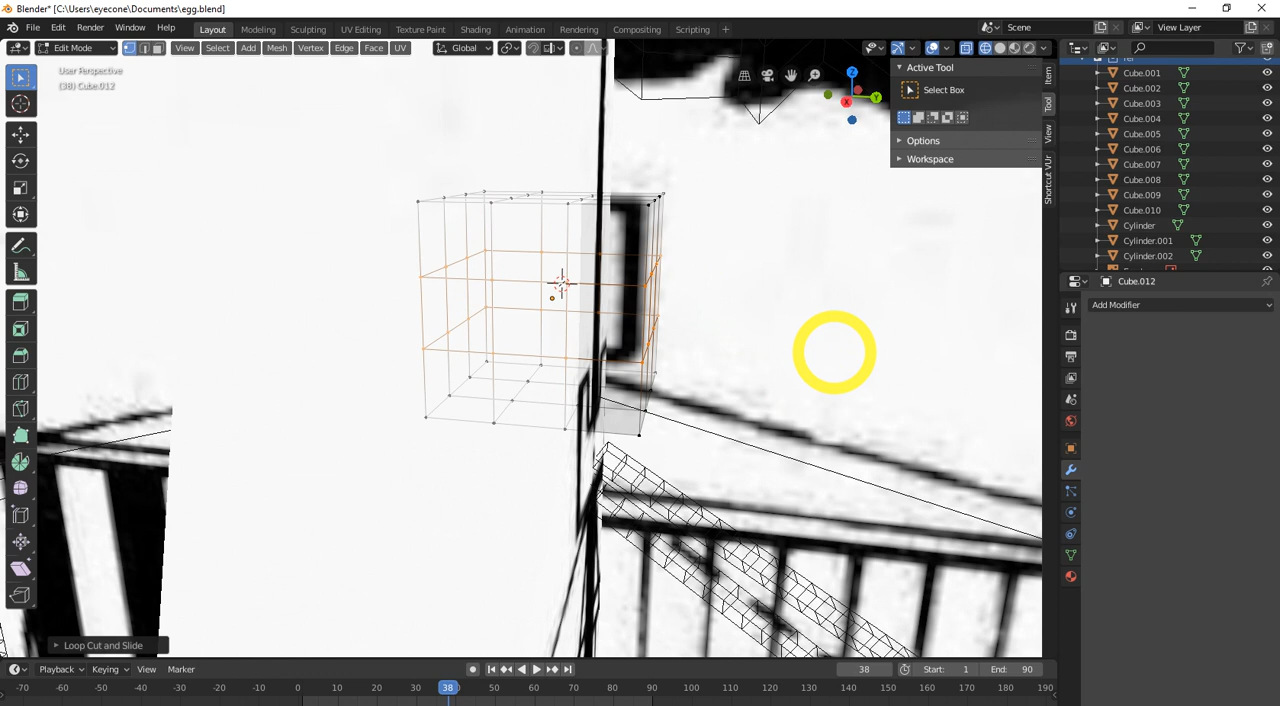 Blender* [C:\Users\eyecone\Documents\egg.blend]
File Edit Render Window Help Layout Modeling Sculpting UV Editing Texture Paint Shading Animation Rendering Compositing Scripting + Scene View Layer
Edit Mode View Select Add Mesh Vertex Edge Face UV Global
User Perspective
(38) Cube.012
Z
Y
X
Active Tool
Select Box
Options
Workspace
Item
Tool
View
Shortcut VUr
Cube.001
Cube.002
Cube.003
Cube.004
Cube.005
Cube.006
Cube.007
Cube.008
Cube.009
Cube.010
Cylinder
Cylinder.001
Cylinder.002
Cube.012
Add Modifier
Loop Cut and Slide
Playback Keying View Marker 38 Start: 1 End: 90
-70 -60 -50 -40 -30 -20 -10 0 10 20 30 38 50 60 70 80 90 100 110 120 130 140 150 160 170 180 190